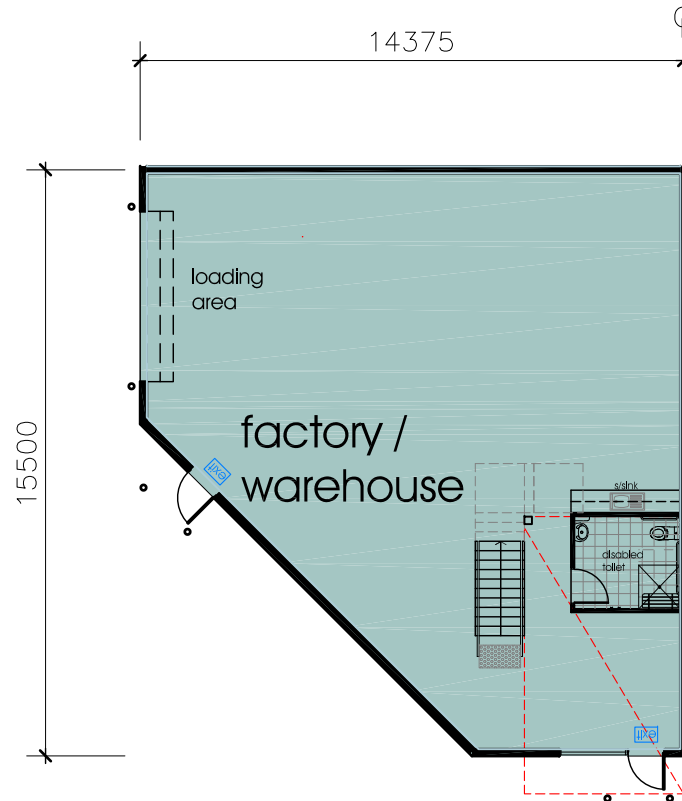 14375
loading
area
15500
factory /
warehouse
exit
s/sink
disabled
toilet
exit